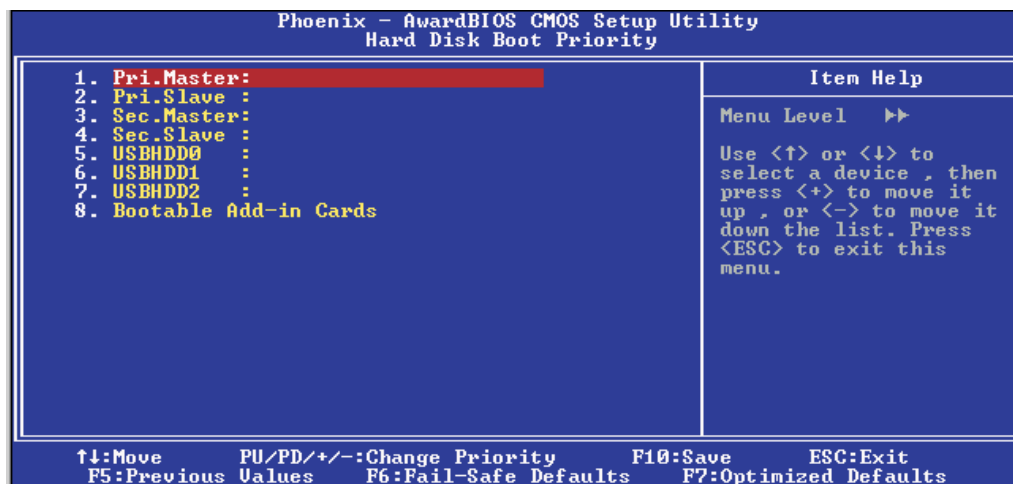 Phoenix – AwardBIOS CMOS Setup Utility
Hard Disk Boot Priority
1. Pri.Master:
2. Pri.Slave :
3. Sec.Master:
4. Sec.Slave :
5. USBHDD0 :
6. USBHDD1 :
7. USBHDD2 :
8. Bootable Add-in Cards
Item Help
Menu Level ▶▶
Use <↑> or <↓> to
select a device , then
press <+> to move it
up , or <-> to move it
down the list. Press
<ESC> to exit this
menu.
↑↓:Move PU/PD/+/-:Change Priority F10:Save ESC:Exit
F5:Previous Values F6:Fail-Safe Defaults F7:Optimized Defaults